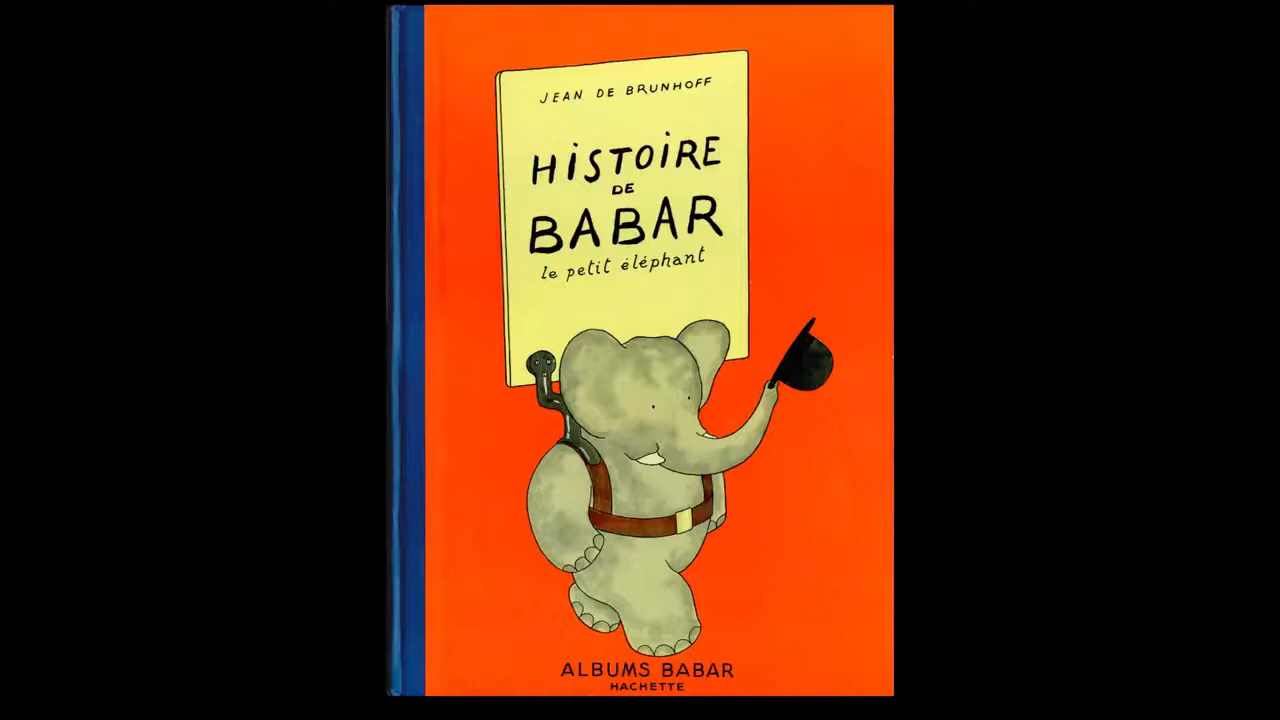 JEAN DE BRUNHOFF
HiSTOiRE
DE
BABAR
le petit éléphant
ALBUMS BABAR
HACHETTE